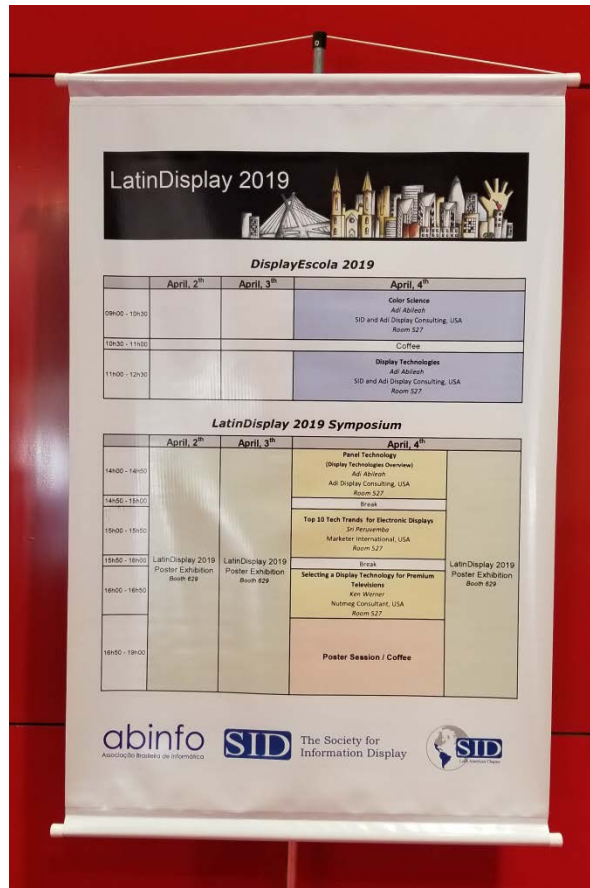 LatinDisplay 2019
DisplayEscola 2019
April, 2th
April, 3th
April, 4th
09h00 - 10h30
Color Science
Adi Abileah
SID and Adi Display Consulting, USA
Room 527
10h30 - 11h00
Coffee
11h00 - 12h30
Display Technologies
Adi Abileah
SID and Adi Display Consulting, USA
Room 527
LatinDisplay 2019 Symposium
April, 2th
April, 3th
April, 4th
14h00 - 14h50
Panel Technology
(Display Technologies Overview)
Adi Abileah
Adi Display Consulting, USA
Room 527
14h50 - 15h00
Break
15h00 - 15h50
Top 10 Tech Trends for Electronic Displays
Sri Peruvemba
Marketer International, USA
Room 527
15h50 - 16h00
Break
16h00 - 16h50
Selecting a Display Technology for Premium
Televisions
Ken Werner
Nutmeg Consultant, USA
Room 527
16h50 - 19h00
Poster Session / Coffee
LatinDisplay 2019
Poster Exhibition
Booth 629
LatinDisplay 2019
Poster Exhibition
Booth 629
LatinDisplay 2019
Poster Exhibition
Booth 629
abinfo
Associação Brasileira de Informática
SID
The Society for
Information Display
SID
Latin American Chapter